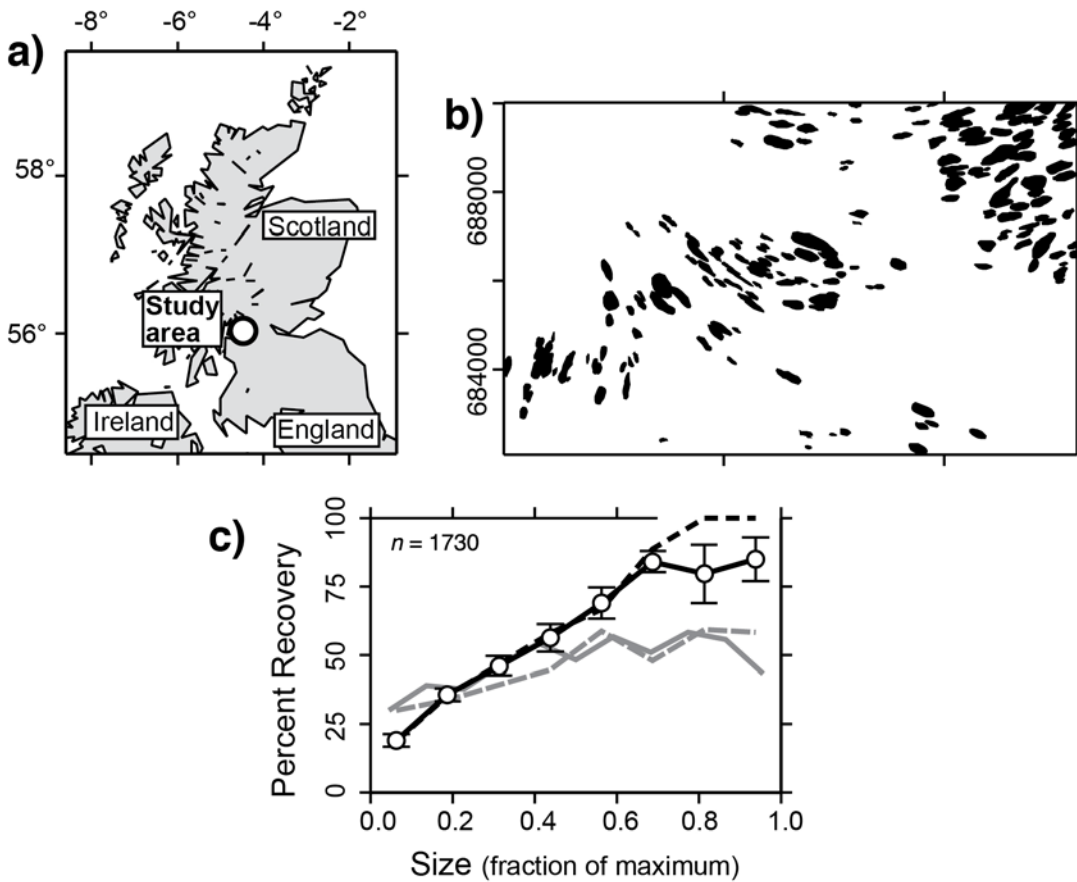 -8° -6° -4° -2°
a)
58°
Scotland
Study
area
56°
Ireland
England
b)
688000
684000
c)
n = 1730
Percent Recovery
100
75
50
25
0
0.0 0.2 0.4 0.6 0.8 1.0
Size (fraction of maximum)